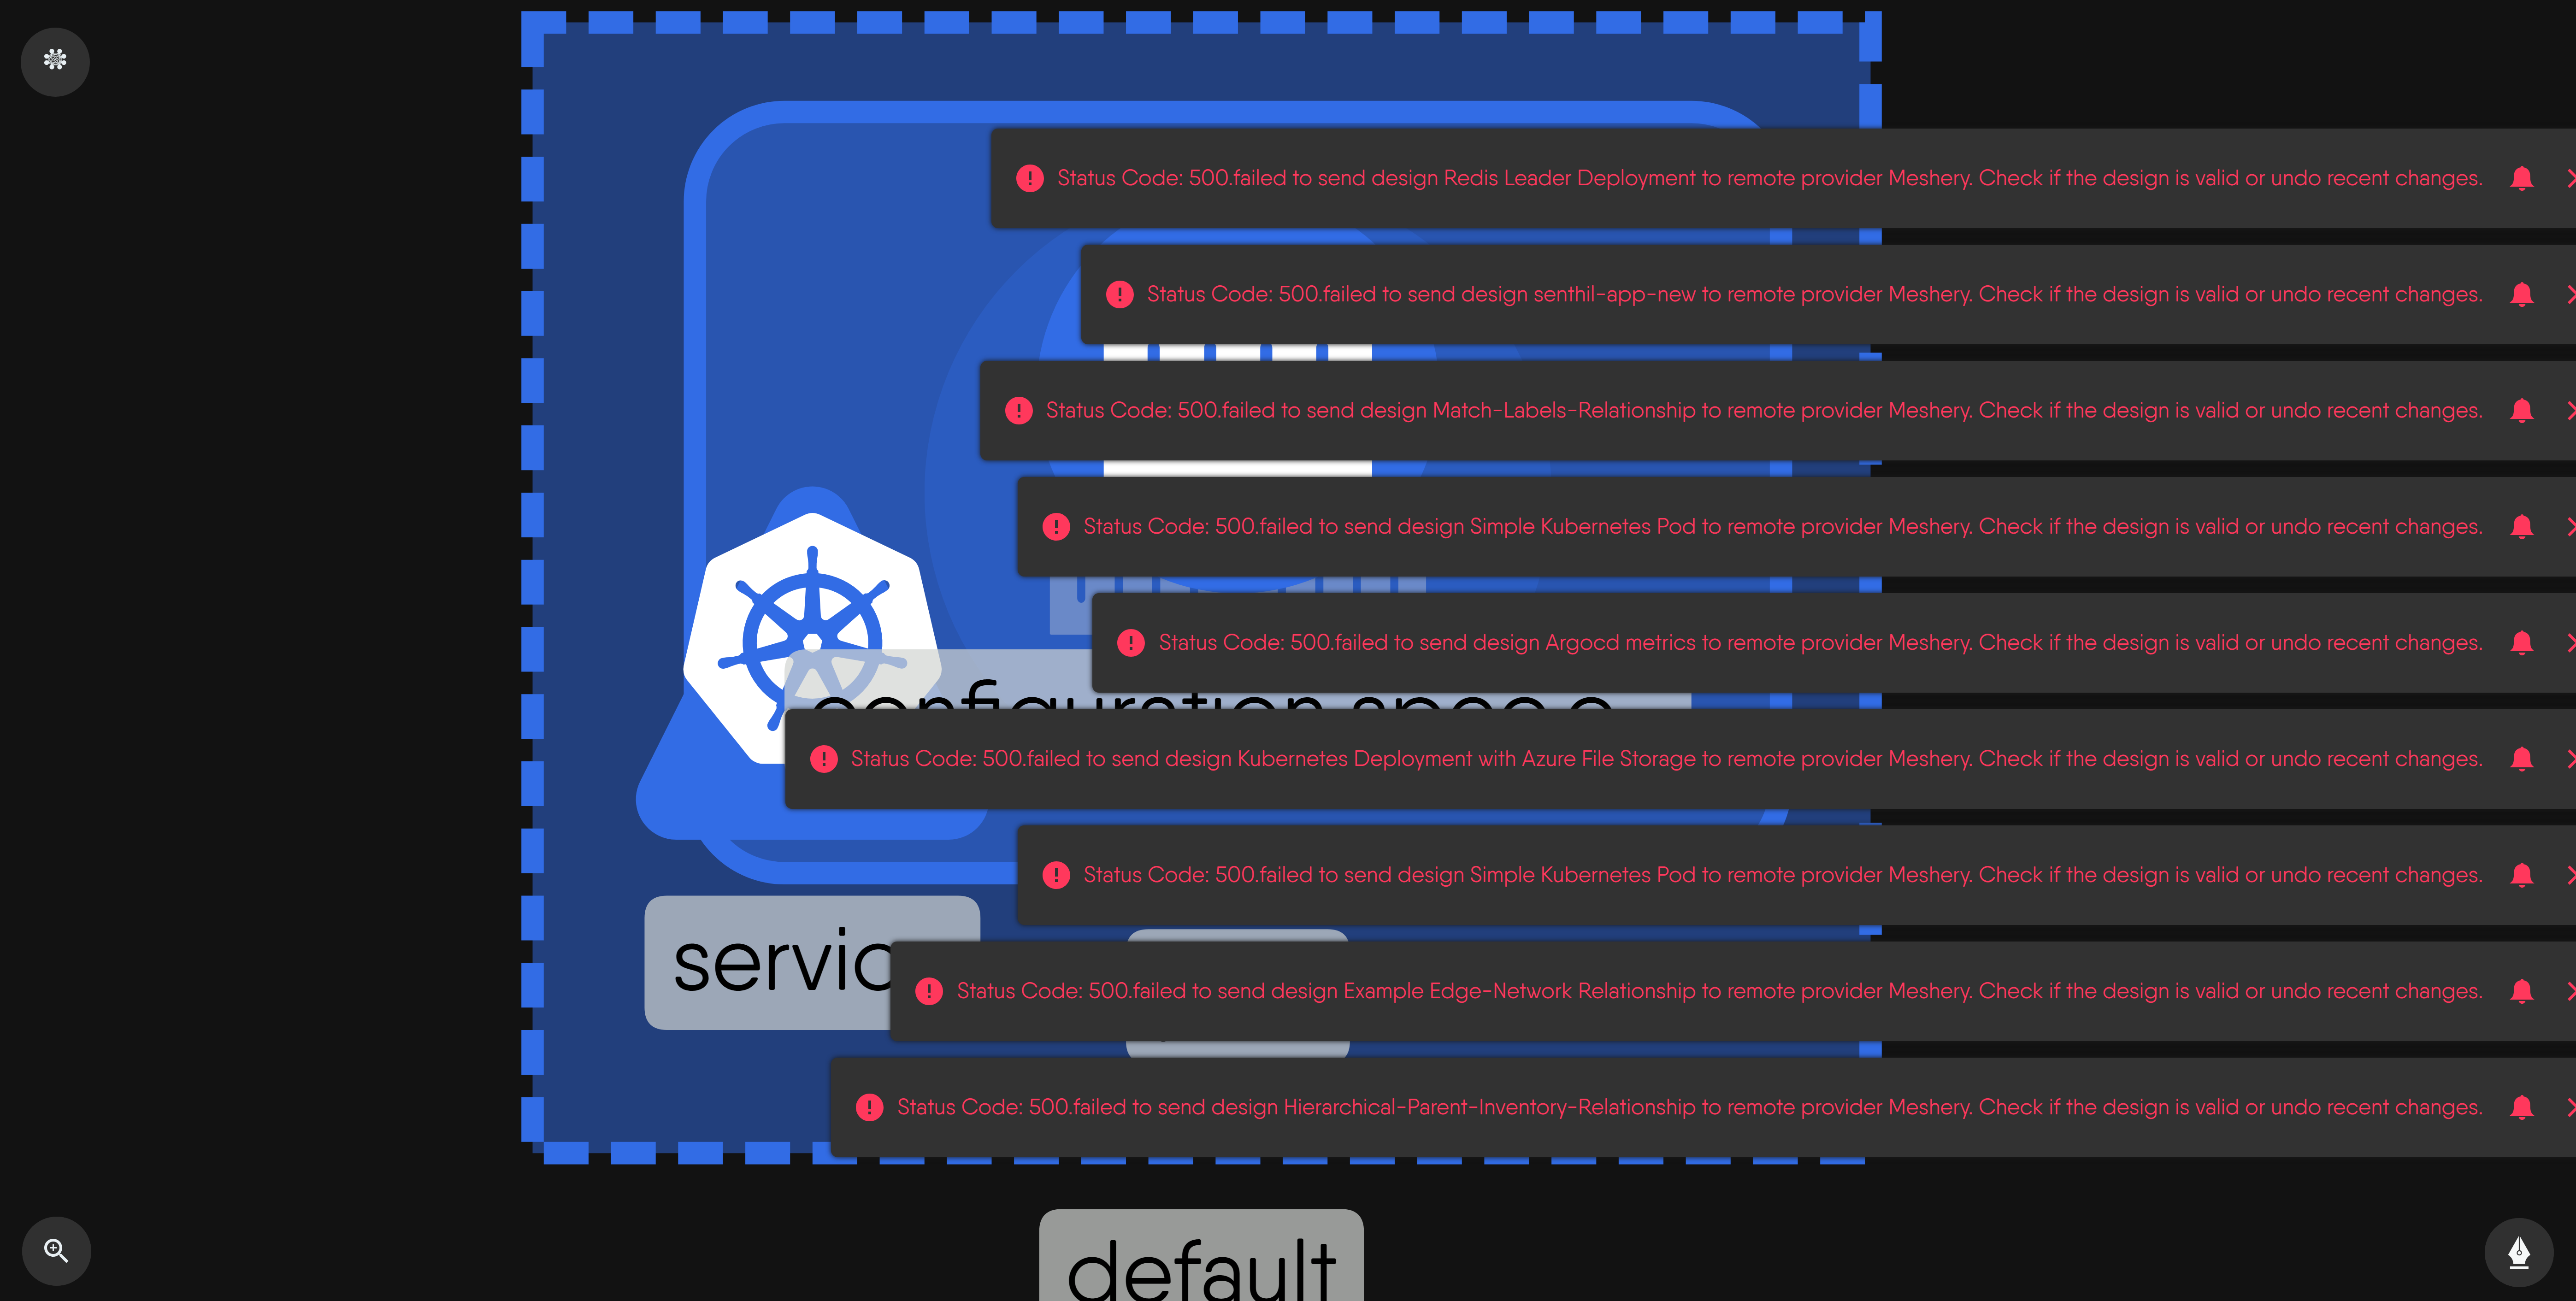 Status Code: 500.failed to send design Redis Leader Deployment to remote provider Meshery. Check if the design is valid or undo recent changes.
Status Code: 500.failed to send design senthil-app-new to remote provider Meshery. Check if the design is valid or undo recent changes.
Status Code: 500.failed to send design Match-Labels-Relationship to remote provider Meshery. Check if the design is valid or undo recent changes.
Status Code: 500.failed to send design Simple Kubernetes Pod to remote provider Meshery. Check if the design is valid or undo recent changes.
Status Code: 500.failed to send design Argocd metrics to remote provider Meshery. Check if the design is valid or undo recent changes.
configuration
Status Code: 500.failed to send design Kubernetes Deployment with Azure File Storage to remote provider Meshery. Check if the design is valid or undo recent changes.
Status Code: 500.failed to send design Simple Kubernetes Pod to remote provider Meshery. Check if the design is valid or undo recent changes.
servic
Status Code: 500.failed to send design Example Edge-Network Relationship to remote provider Meshery. Check if the design is valid or undo recent changes.
Status Code: 500.failed to send design Hierarchical-Parent-Inventory-Relationship to remote provider Meshery. Check if the design is valid or undo recent changes.
default